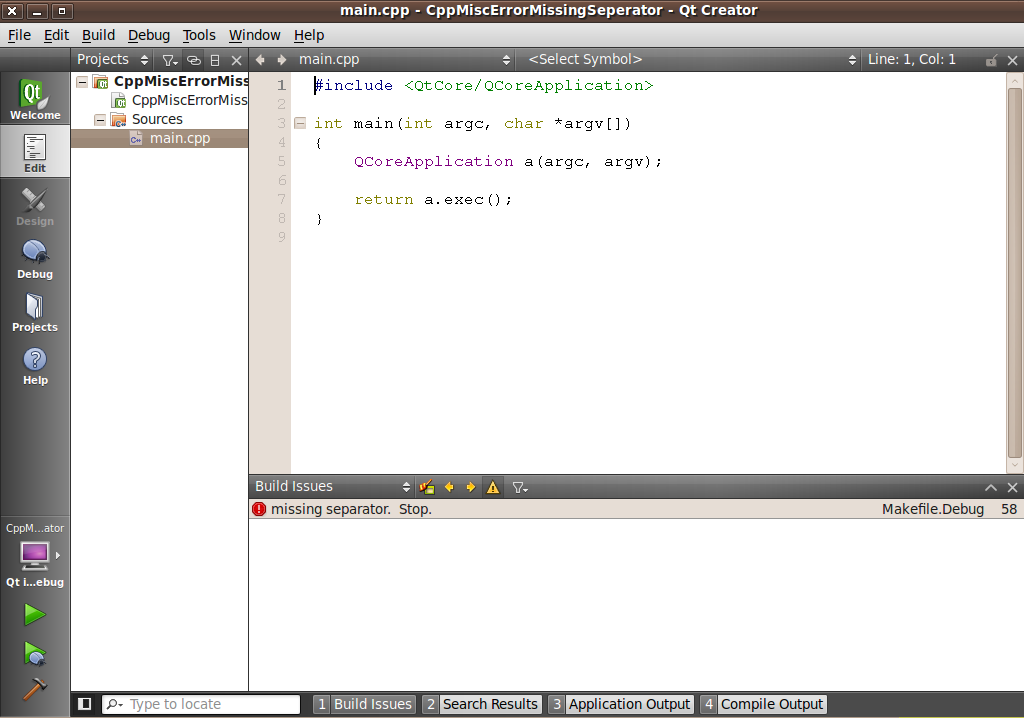 main.cpp - CppMiscErrorMissingSeperator - Qt Creator
File Edit Build Debug Tools Window Help
Projects main.cpp <Select Symbol> Line: 1, Col: 1
Qt
Welcome
Edit
Design
Debug
Projects
Help
CppM...ator
Qt i...ebug
CppMiscErrorMiss
CppMiscErrorMiss
Sources
main.cpp
1 #include <QtCore/QCoreApplication>
2
3 int main(int argc, char *argv[])
4 {
5 QCoreApplication a(argc, argv);
6
7 return a.exec();
8 }
9
Build Issues
missing separator. Stop. Makefile.Debug 58
Type to locate 1 Build Issues 2 Search Results 3 Application Output 4 Compile Output